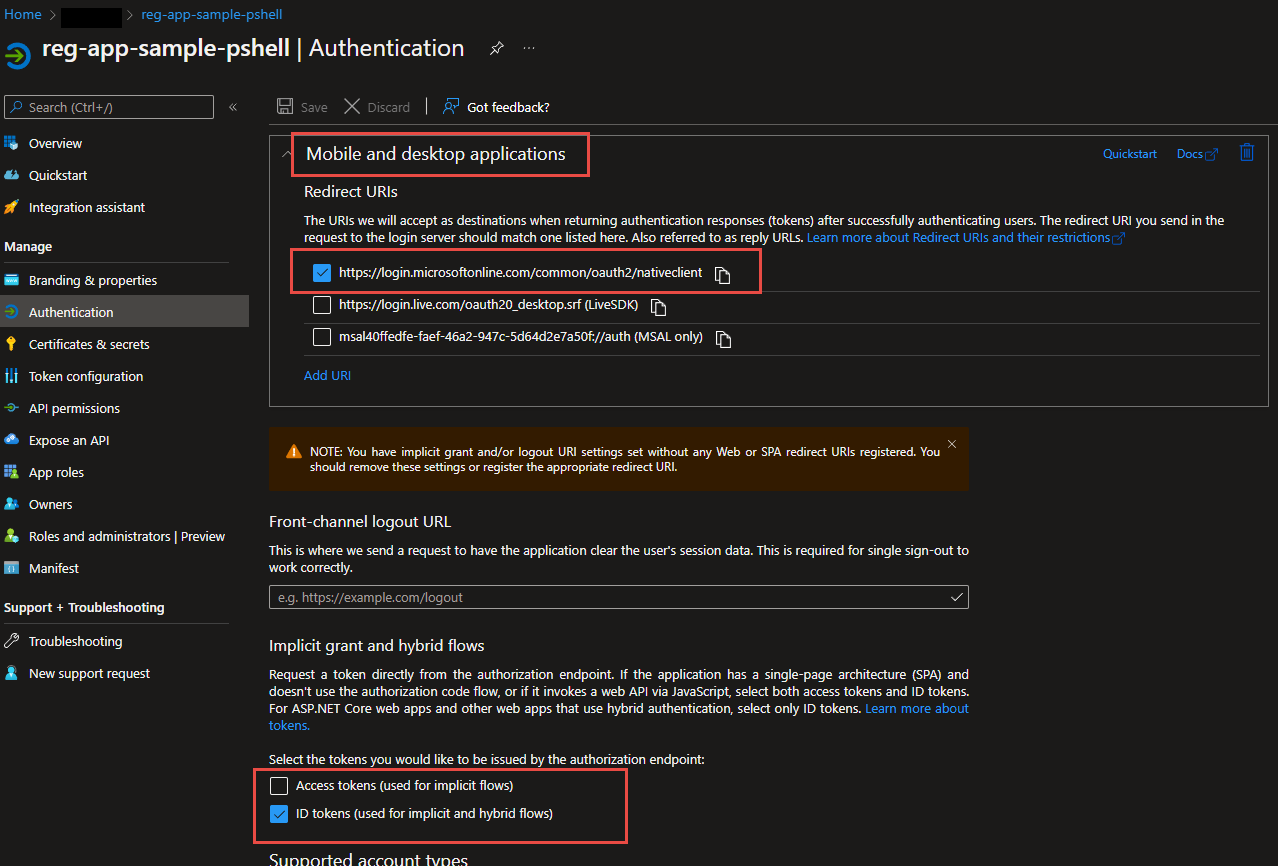 Home > > reg-app-sample-pshell
reg-app-sample-pshell | Authentication ...
Search (Ctrl+/) «
Save Discard | Got feedback?
Overview
Quickstart
Integration assistant
Manage
Branding & properties
Authentication
Certificates & secrets
Token configuration
API permissions
Expose an API
App roles
Owners
Roles and administrators | Preview
Manifest
Support + Troubleshooting
Troubleshooting
New support request
Mobile and desktop applications
Quickstart Docs
Redirect URIs
The URIs we will accept as destinations when returning authentication responses (tokens) after successfully authenticating users. The redirect URI you send in the
request to the login server should match one listed here. Also referred to as reply URLs. Learn more about Redirect URIs and their restrictions
https://login.microsoftonline.com/common/oauth2/nativeclient
https://login.live.com/oauth20_desktop.srf (LiveSDK)
msal40ffedfe-faef-46a2-947c-5d64d2e7a50f://auth (MSAL only)
Add URI
NOTE: You have implicit grant and/or logout URI settings set without any Web or SPA redirect URIs registered. You
should remove these settings or register the appropriate redirect URI.
Front-channel logout URL
This is where we send a request to have the application clear the user's session data. This is required for single sign-out to
work correctly.
e.g. https://example.com/logout
Implicit grant and hybrid flows
Request a token directly from the authorization endpoint. If the application has a single-page architecture (SPA) and
doesn't use the authorization code flow, or if it invokes a web API via JavaScript, select both access tokens and ID tokens.
For ASP.NET Core web apps and other web apps that use hybrid authentication, select only ID tokens. Learn more about
tokens.
Select the tokens you would like to be issued by the authorization endpoint:
Access tokens (used for implicit flows)
ID tokens (used for implicit and hybrid flows)
Supported account types